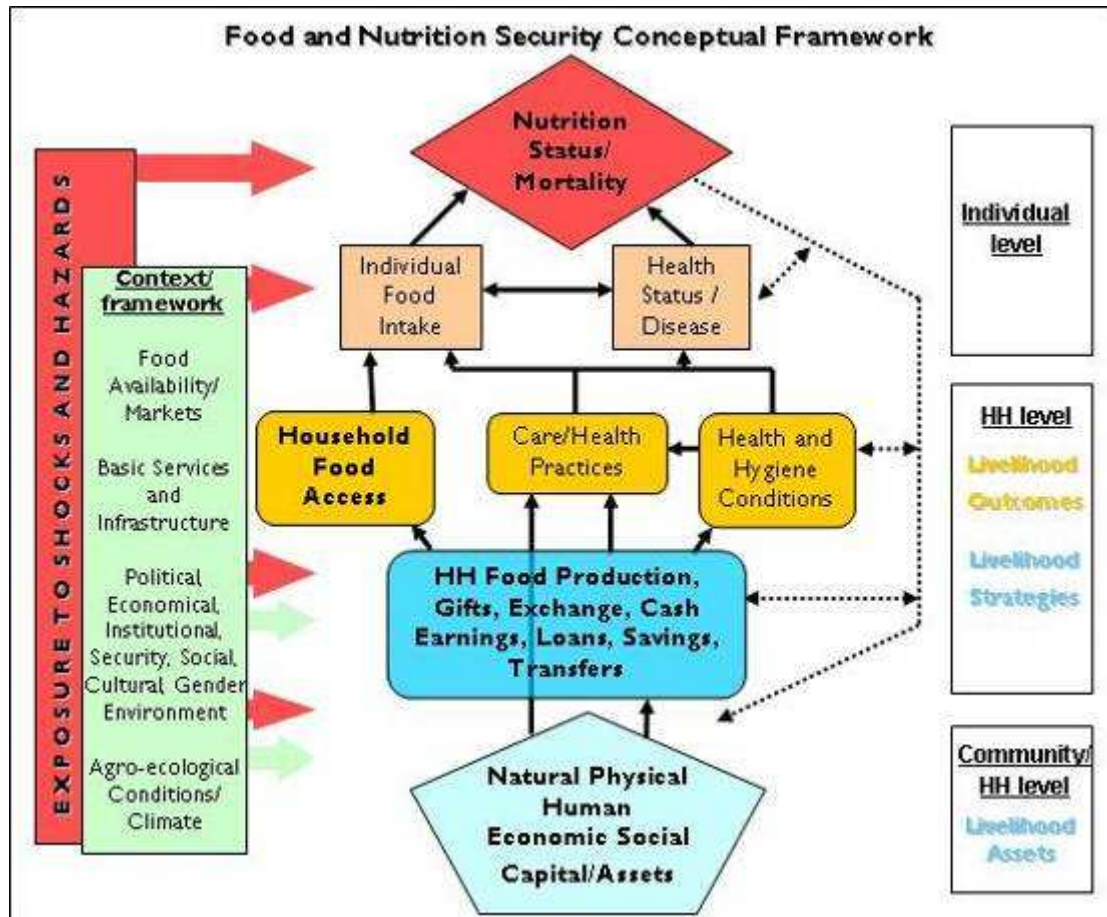 Food and Nutrition Security Conceptual Framework
Nutrition
Status/
Mortality
EXPOSURE TO SHOCKS AND HAZARDS
Context/
framework
Food
Availability/
Markets
Basic Services
and
Infrastructure
Political,
Economical,
Institutional,
Security, Social,
Cultural, Gender
Environment
Agro-ecological
Conditions/
Climate
Individual
Food
Intake
Health
Status /
Disease
Household
Food
Access
Care/Health
Practices
Health and
Hygiene
Conditions
HH Food Production,
Gifts, Exchange, Cash
Earnings, Loans, Savings,
Transfers
Natural Physical
Human
Economic Social
Capital/Assets
Individual
level
HH level
Livelihood
Outcomes
Livelihood
Strategies
Community/
HH level
Livelihood
Assets